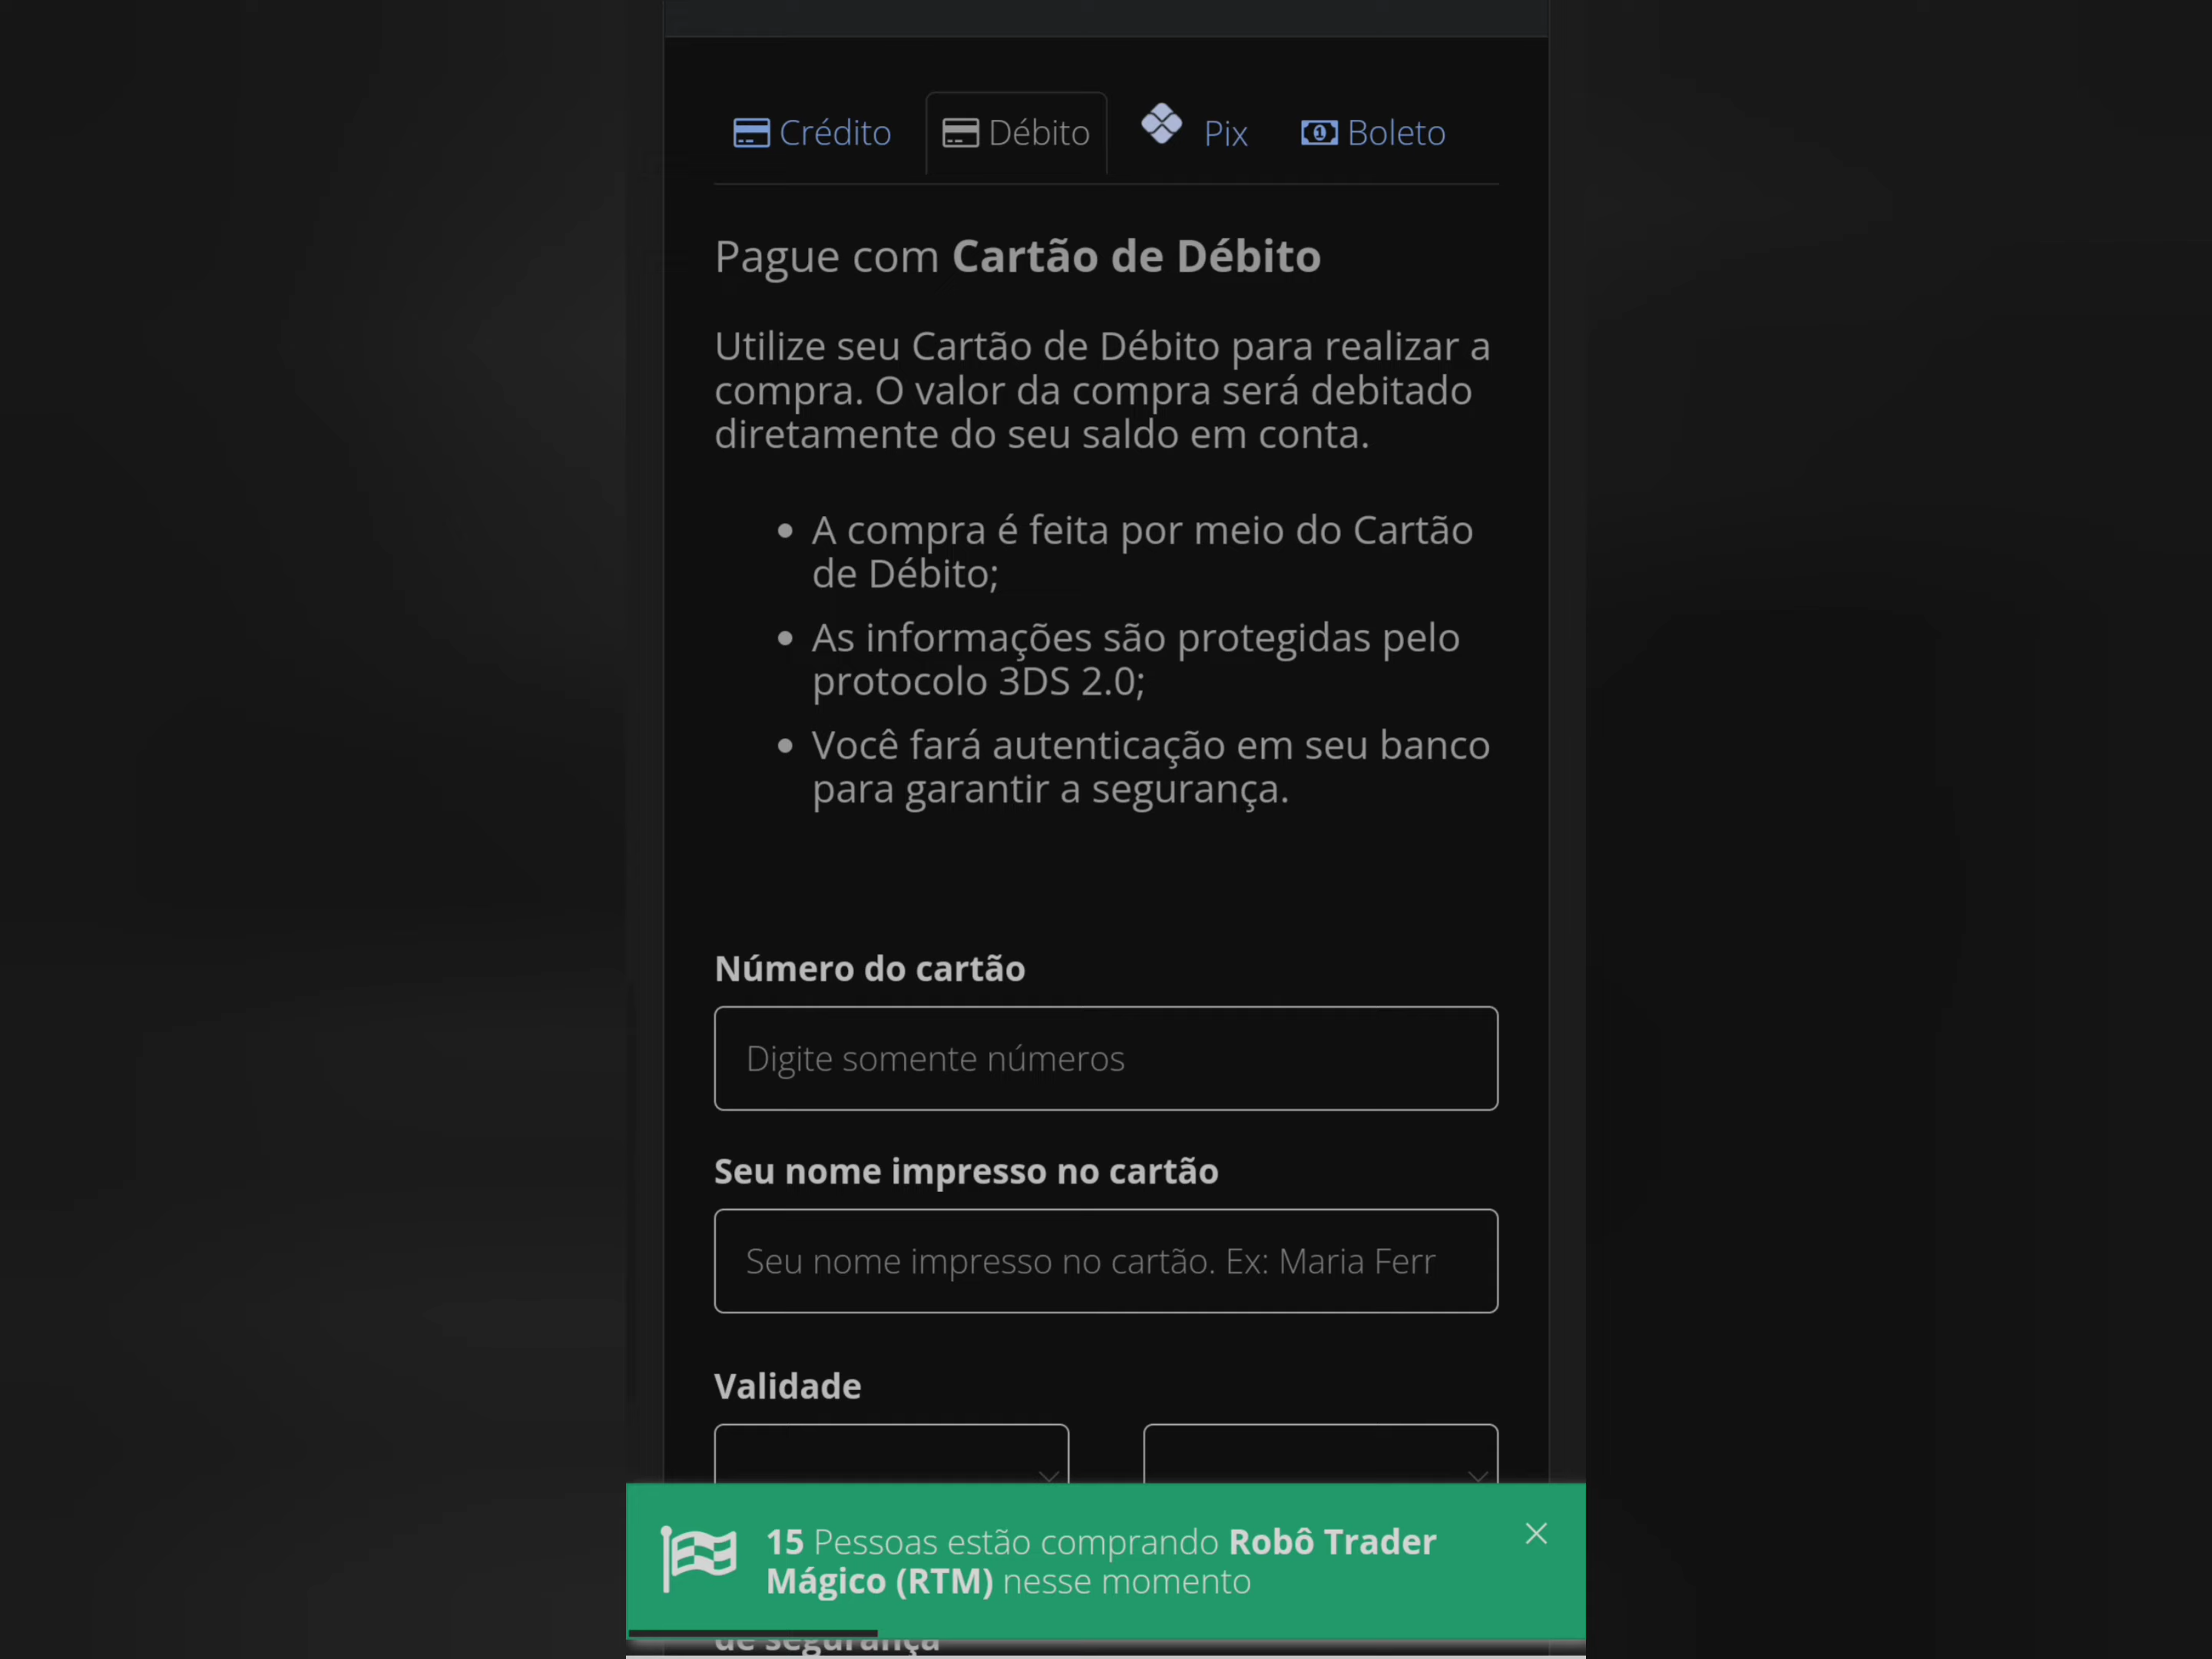 Crédito
Débito
Pix
Boleto
Pague com Cartão de Débito
Utilize seu Cartão de Débito para realizar a
compra. O valor da compra será debitado
diretamente do seu saldo em conta.
A compra é feita por meio do Cartão
de Débito;
As informações são protegidas pelo
protocolo 3DS 2.0;
Você fará autenticação em seu banco
para garantir a segurança.
Número do cartão
Digite somente números
Seu nome impresso no cartão
Seu nome impresso no cartão. Ex: Maria Ferr
Validade
15 Pessoas estão comprando Robô Trader
Mágico (RTM) nesse momento
de segurança